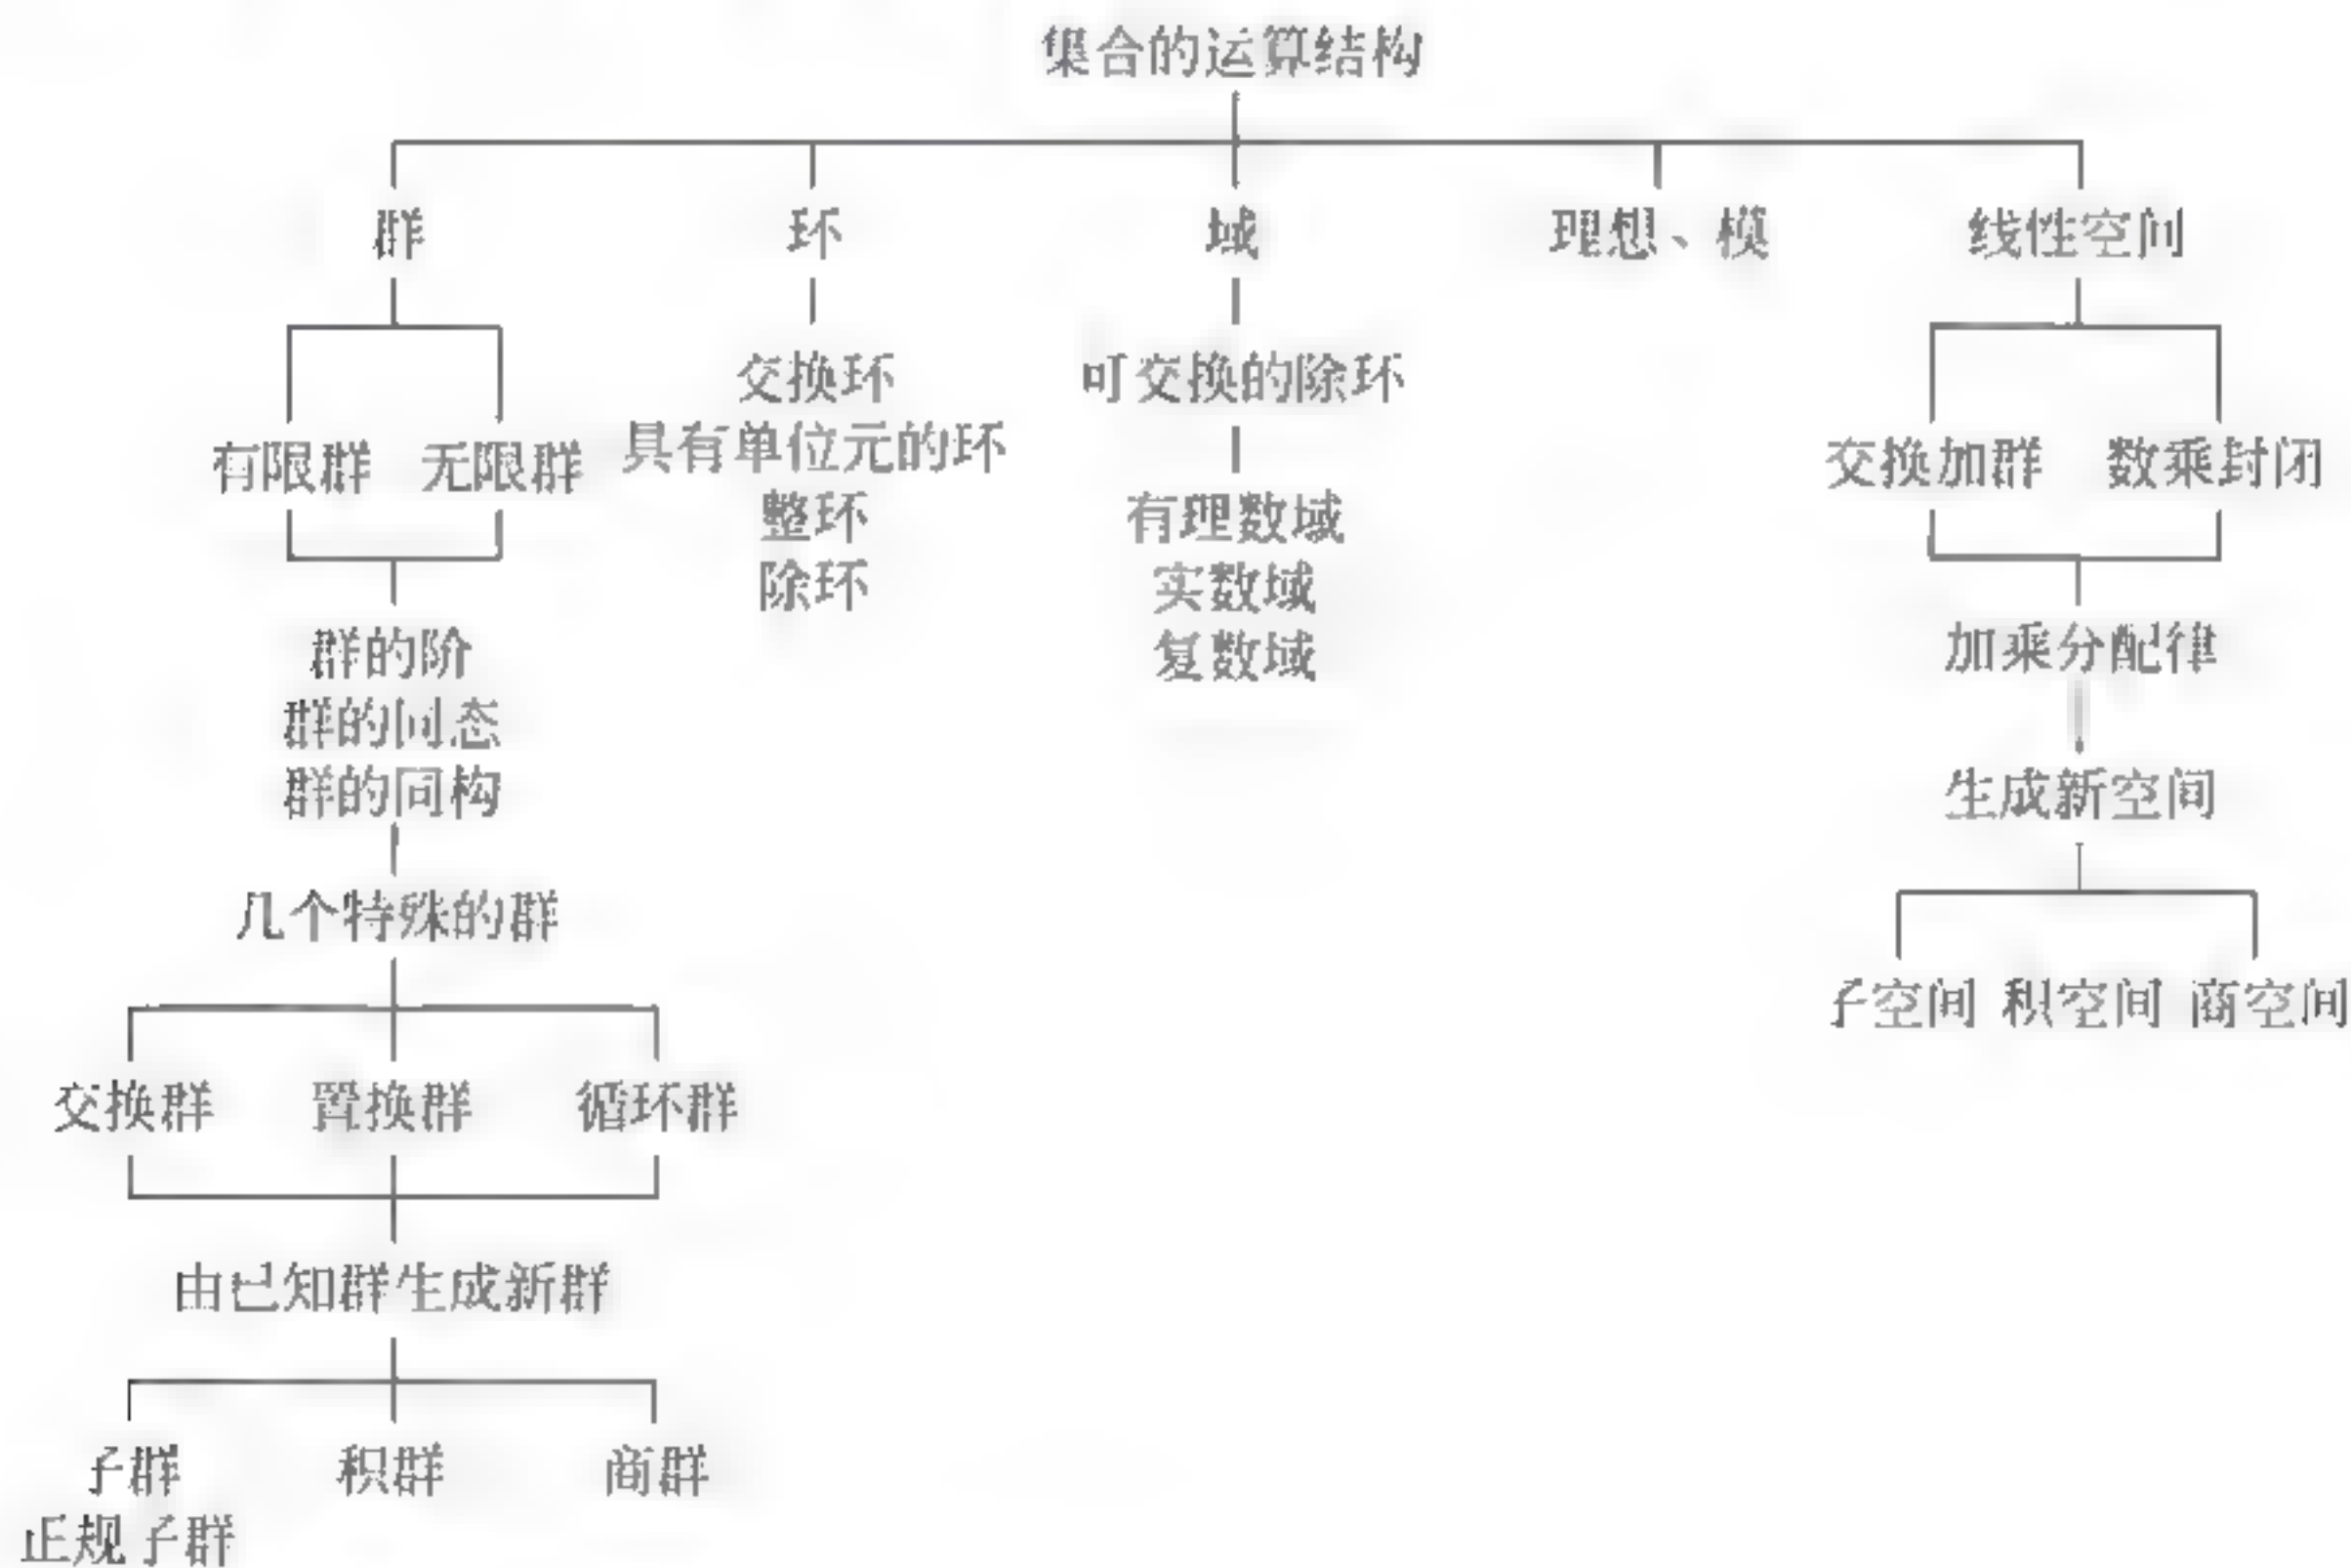 集合的运算结构
群 环 域 理想、模 线性空间
交换环 可交换的除环
有限群 无限群 具有单位元的环 交换加群 数乘封闭
整环 有理数域
除环 实数域
群的阶 复数域 加乘分配律
群的同态
群的同构 生成新空间
几个特殊的群
子空间 积空间 商空间
交换群 置换群 循环群
由已知群生成新群
子群 积群 商群
正规子群